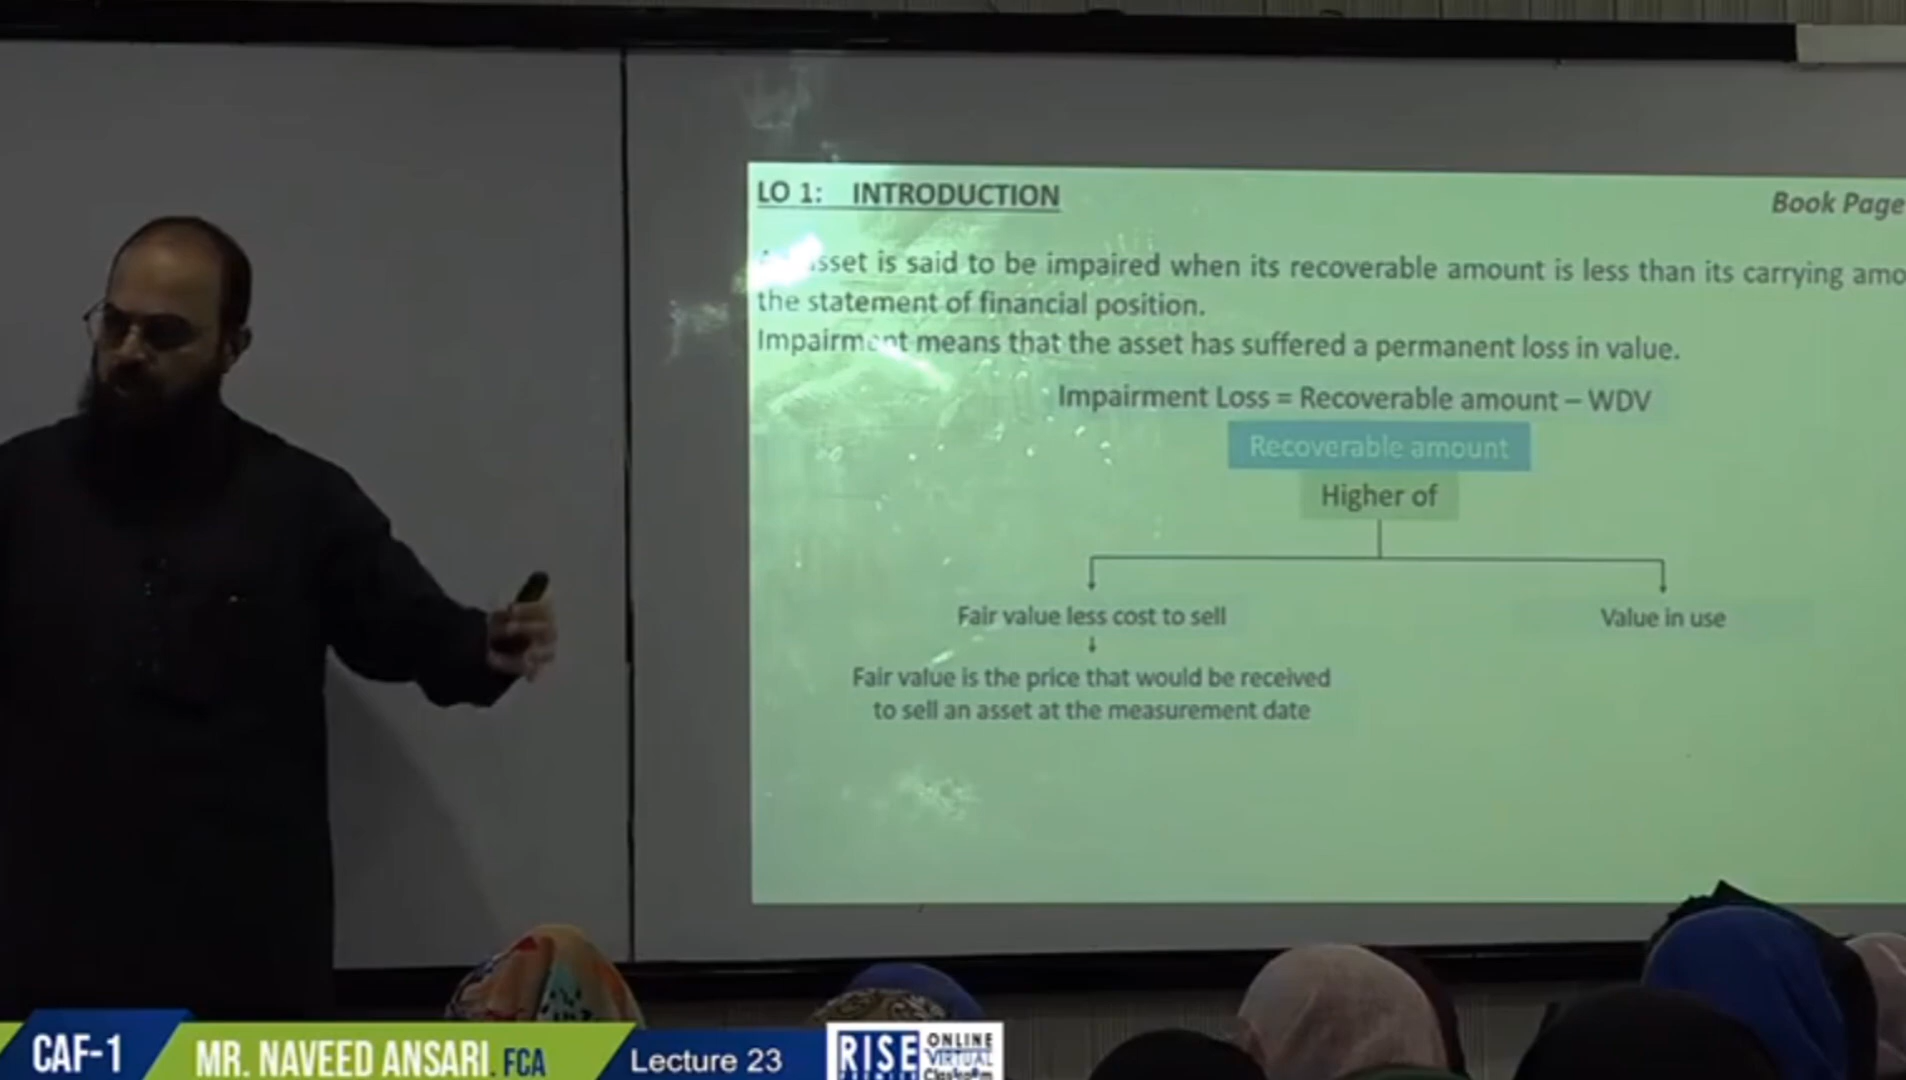 LO 1: INTRODUCTION
Book Page
is said to be impaired when its recoverable amount is less than its carrying
the statement of financial position.
Impairment means that the asset has suffered a permanent loss in value.
Impairment Loss = Recoverable amount – WDV
Recoverable amount
Higher of
Fair value less cost to sell
Value in use
Fair value is the price that would be received
to sell an asset at the measurement date
CAF-1
MR. NAVEED ANSARI. FCA
Lecture 23
RISE
ONLINE
VIRTUAL